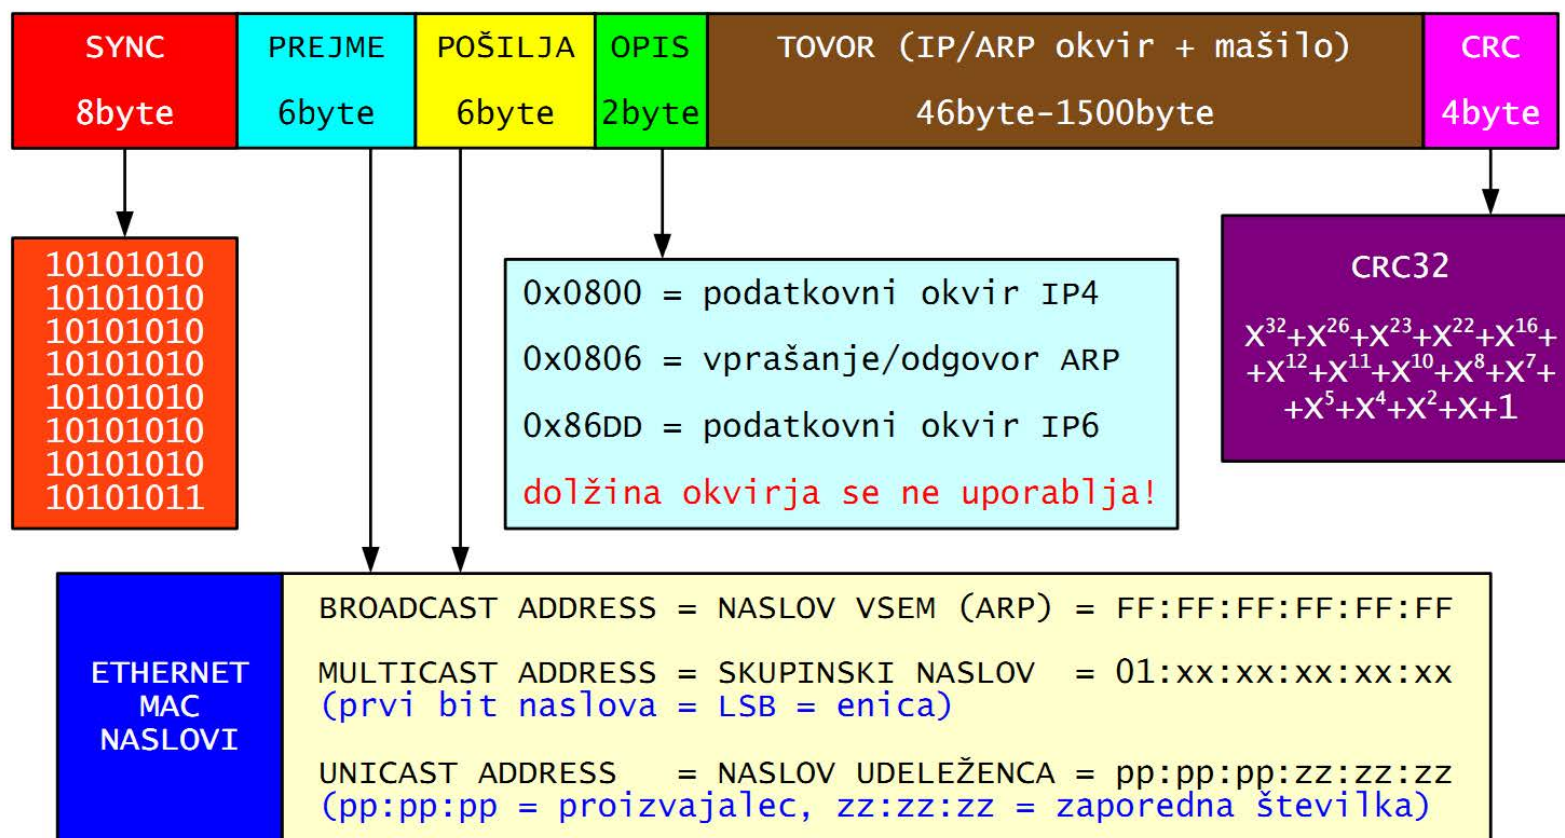 SYNC
8byte
PREJME
6byte
POŠILJA
6byte
OPIS
2byte
TOVOR (IP/ARP okvir + mašilo)
46byte-1500byte
CRC
4byte
10101010
10101010
10101010
10101010
10101010
10101010
10101010
10101011
0x0800 = podatkovni okvir IP4
0x0806 = vprašanje/odgovor ARP
0x86DD = podatkovni okvir IP6
dolžina okvirja se ne uporablja!
CRC32
X³²+X²⁶+X²³+X²²+X¹⁶+
+X¹²+X¹¹+X¹⁰+X⁸+X⁷+
+X⁵+X⁴+X²+X+1
ETHERNET
MAC
NASLOVI
BROADCAST ADDRESS = NASLOV VSEM (ARP) = FF:FF:FF:FF:FF:FF
MULTICAST ADDRESS = SKUPINSKI NASLOV = 01:xx:xx:xx:xx:xx
(prvi bit naslova = LSB = enica)
UNICAST ADDRESS = NASLOV UDELEŽENCA = pp:pp:pp:zz:zz:zz
(pp:pp:pp = proizvajalec, zz:zz:zz = zaporedna številka)